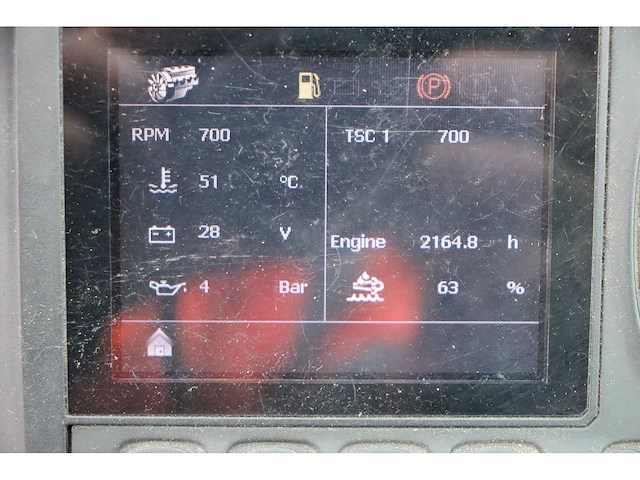 P
RPM 700 TSC 1 700
51 °C
28 V
Engine 2164.8 h
4 Bar 63 %